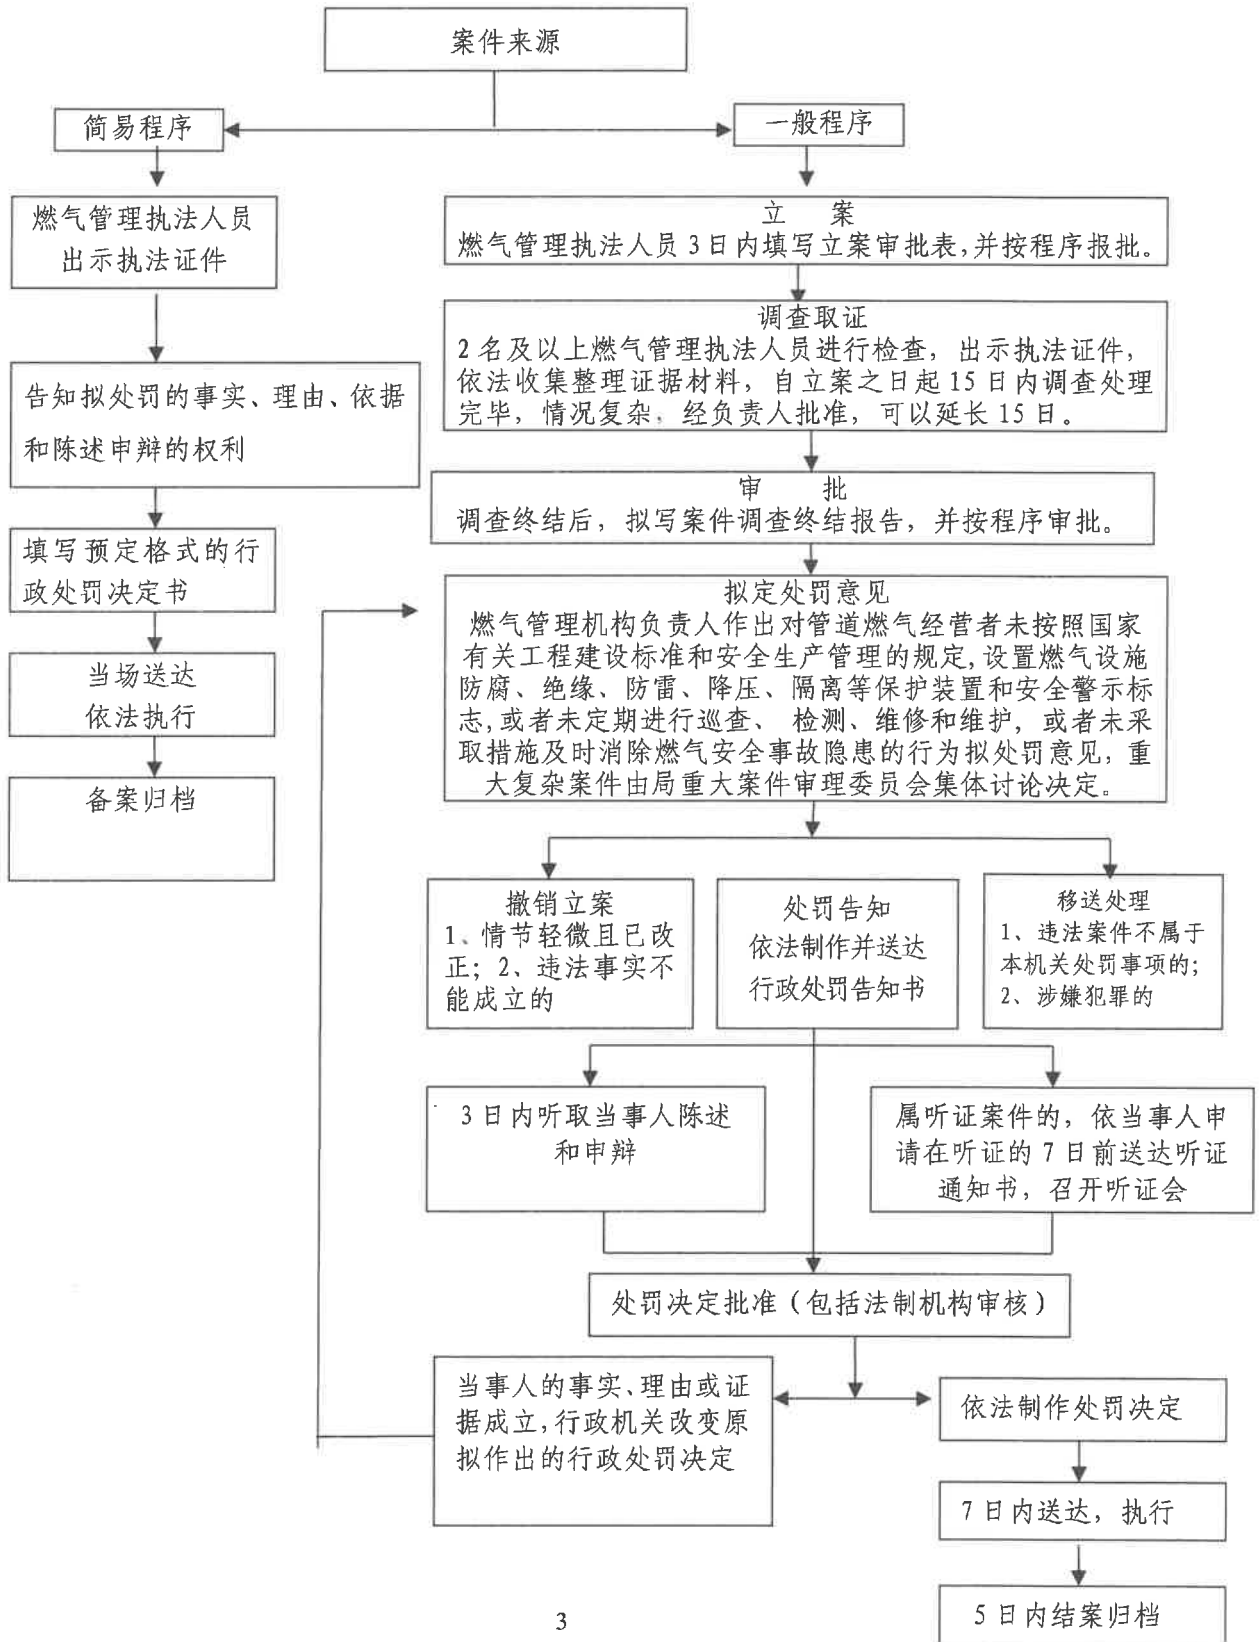 案件来源
简易程序
一般程序
燃气管理执法人员
出示执法证件
告知拟处罚的事实、理由、依据
和陈述申辩的权利
填写预定格式的行
政处罚决定书
当场送达
依法执行
备案归档
立 案
燃气管理执法人员3日内填写立案审批表,并按程序报批。
调查取证
2名及以上燃气管理执法人员进行检查，出示执法证件，
依法收集整理证据材料，自立案之日起15日内调查处理
完毕，情况复杂，经负责人批准，可以延长15日。
审 批
调查终结后，拟写案件调查终结报告，并按程序审批。
拟定处罚意见
燃气管理机构负责人作出对管道燃气经营者未按照国家
有关工程建设标准和安全生产管理的规定,设置燃气设施
防腐、绝缘、防雷、降压、隔离等保护装置和安全警示标
志,或者未定期进行巡查、检测、维修和维护，或者未采
取措施及时消除燃气安全事故隐患的行为拟处罚意见，重
大复杂案件由局重大案件审理委员会集体讨论决定。
撤销立案
1、情节轻微且已改
正；2、违法事实不
能成立的
处罚告知
依法制作并送达
行政处罚告知书
移送处理
1、违法案件不属于
本机关处罚事项的；
2、涉嫌犯罪的
3日内听取当事人陈述
和申辩
属听证案件的，依当事人申
请在听证的7日前送达听证
通知书，召开听证会
处罚决定批准（包括法制机构审核）
当事人的事实、理由或证
据成立,行政机关改变原
拟作出的行政处罚决定
依法制作处罚决定
7日内送达，执行
5日内结案归档
3